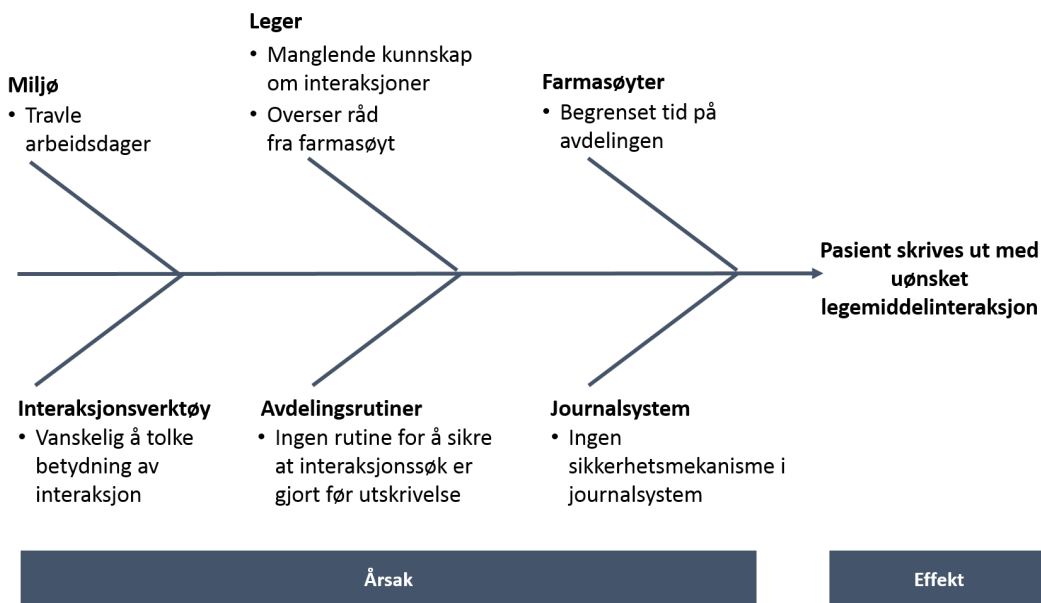 Leger
• Manglende kunnskap
om interaksjoner
• Overser råd
fra farmasøyt
Miljø
• Travle
arbeidsdager
Farmasøyter
• Begrenset tid på
avdelingen
Pasient skrives ut med
uønsket
legemiddelinteraksjon
Interaksjonsverktøy
• Vanskelig å tolke
betydning av
interaksjon
Avdelingsrutiner
• Ingen rutine for å sikre
at interaksjonssøk er
gjort før utskrivelse
Journalsystem
• Ingen
sikkerhetsmekanisme i
journalsystem
Årsak
Effekt